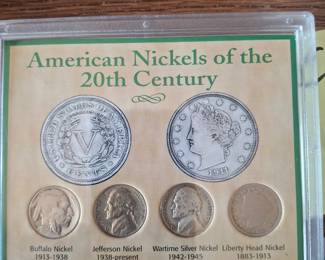 American Nickels of the
20th Century
V
1911
Buffalo Nickel
1913-1938
Jefferson Nickel
1938-present
Wartime Silver Nickel
1942-1945
Liberty Head Nickel
1883-1913